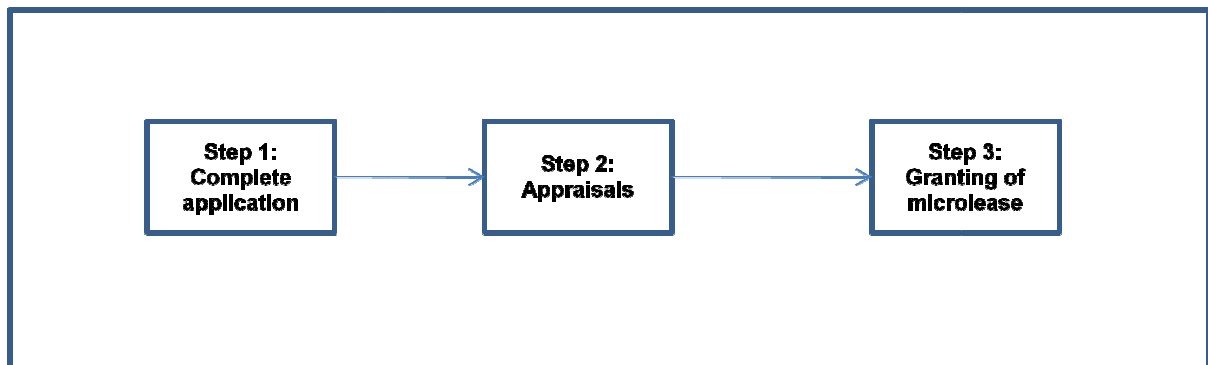 Step 1:
Complete
application
Step 2:
Appraisals
Step 3:
Granting of
microlease